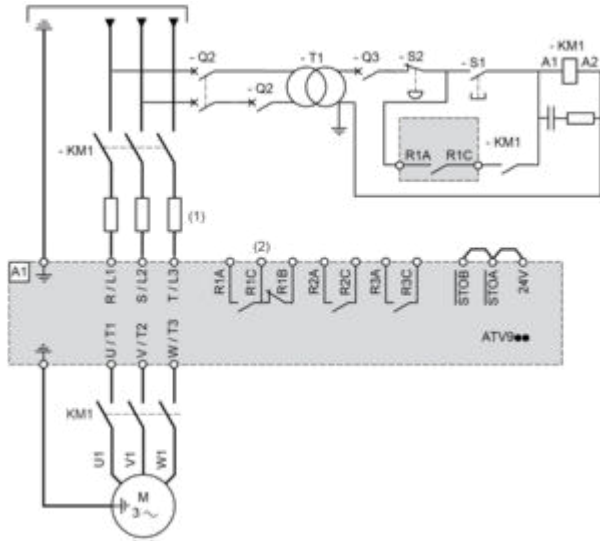 - Q2
- T1
- Q3
- S2
- S1
- KM1
A1
A2
- Q2
- KM1
- KM1
R1A
R1C
(1)
(2)
A1
R / L1
S / L2
T / L3
R1A
R1C
R1B
R2A
R2C
R3A
R3C
STOB
STOA
24V
U / T1
V / T2
W / T3
ATV9●●
KM1
U1
V1
W1
M
3 ~